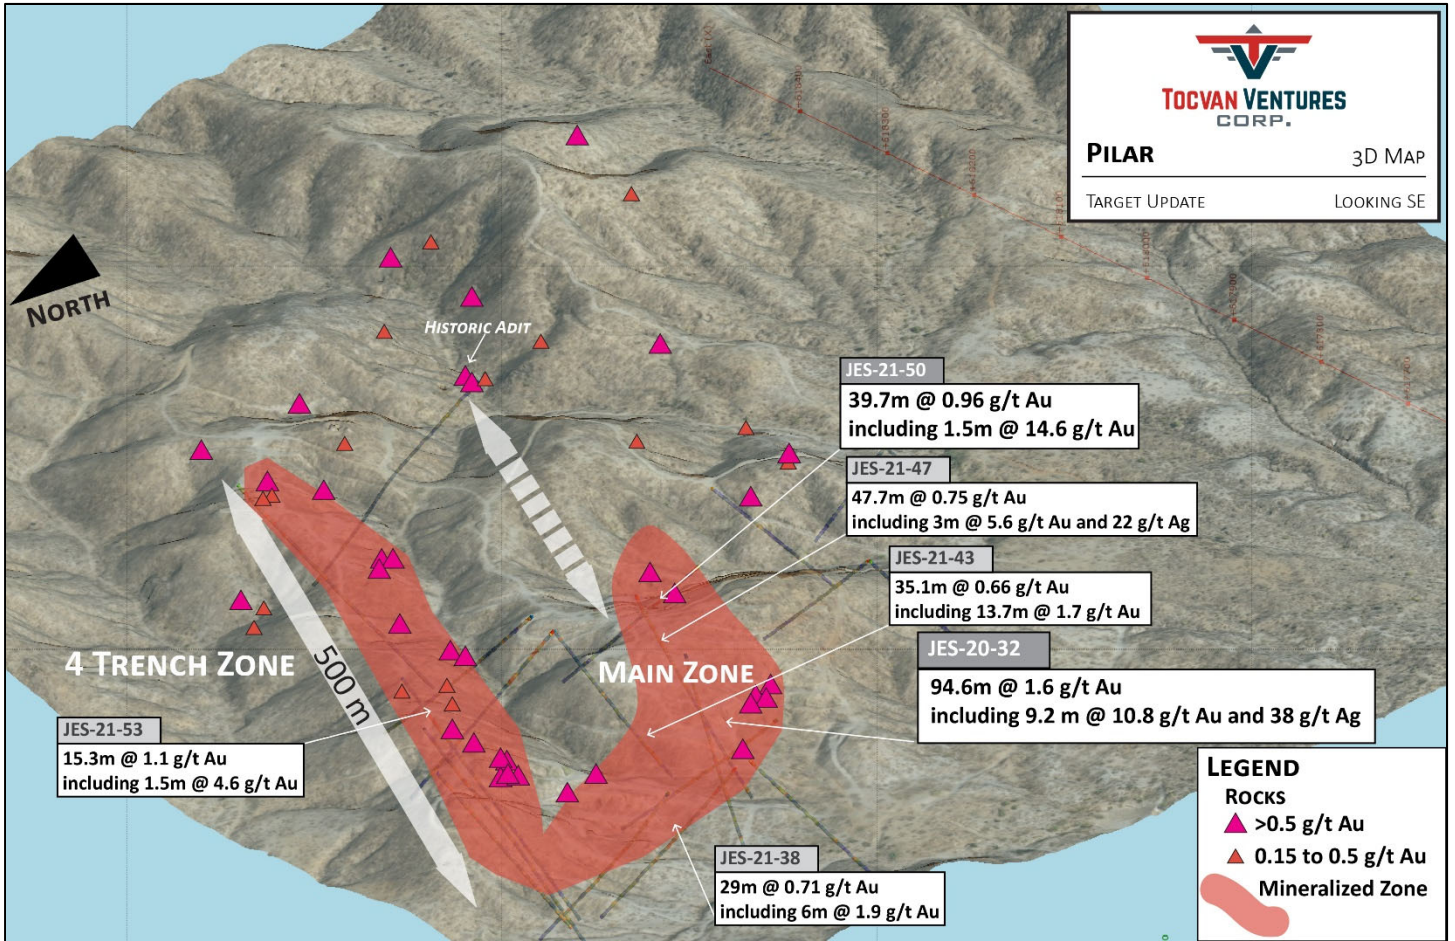 TOCVAN VENTURES
CORP.
PILAR
3D MAP
TARGET UPDATE
LOOKING SE
NORTH
HISTORIC ADIT
JES-21-50
39.7m @ 0.96 g/t Au
including 1.5m @ 14.6 g/t Au
JES-21-47
47.7m @ 0.75 g/t Au
including 3m @ 5.6 g/t Au and 22 g/t Ag
JES-21-43
35.1m @ 0.66 g/t Au
including 13.7m @ 1.7 g/t Au
JES-20-32
94.6m @ 1.6 g/t Au
including 9.2 m @ 10.8 g/t Au and 38 g/t Ag
4 TRENCH ZONE
500 m
MAIN ZONE
JES-21-53
15.3m @ 1.1 g/t Au
including 1.5m @ 4.6 g/t Au
JES-21-38
29m @ 0.71 g/t Au
including 6m @ 1.9 g/t Au
LEGEND
ROCKS
>0.5 g/t Au
0.15 to 0.5 g/t Au
Mineralized Zone